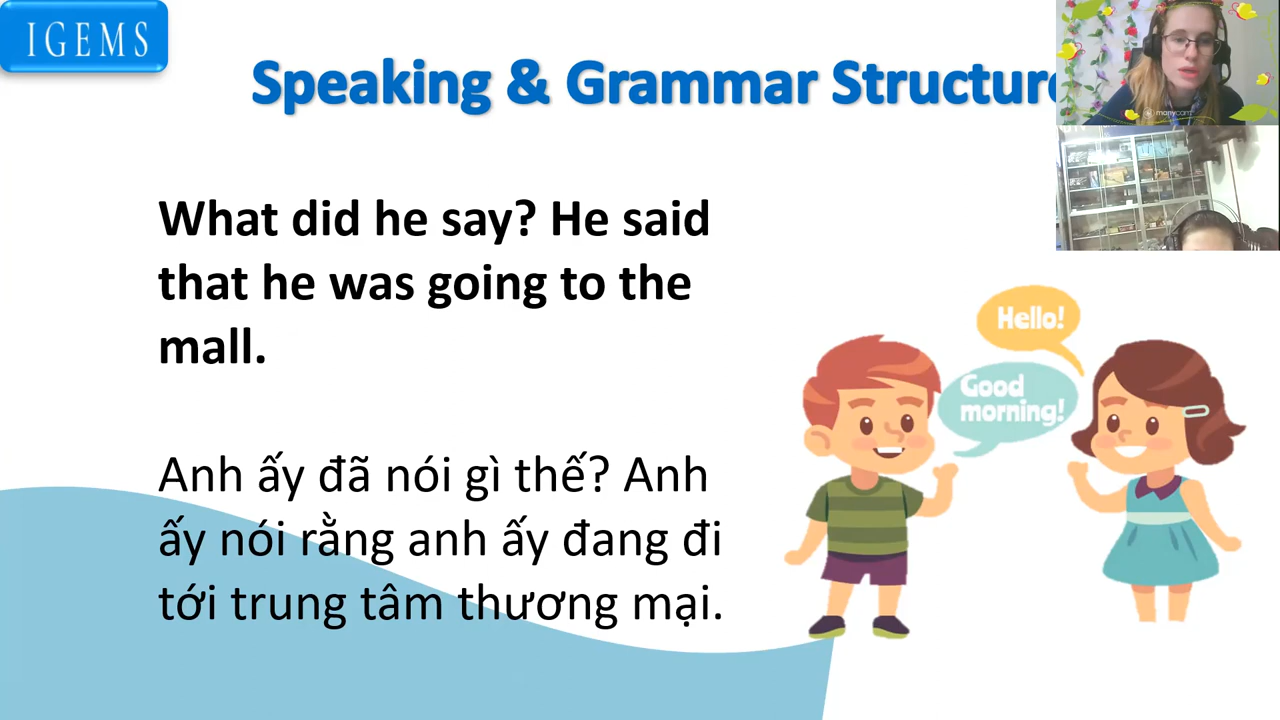 IGEMS
Speaking & Grammar Structure
What did he say? He said
that he was going to the
mall.
Anh ấy đã nói gì thế? Anh
ấy nói rằng anh ấy đang đi
tới trung tâm thương mại.
Hello!
Good
morning!
manycam